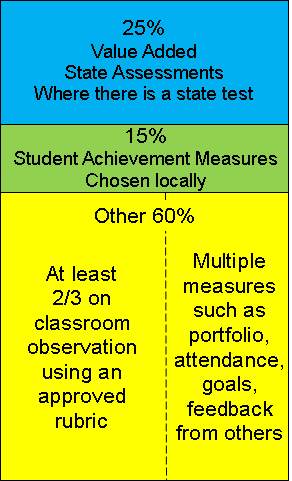 25%
Value Added
State Assessments
Where there is a state test
15%
Student Achievement Measures
Chosen locally
Other 60%
At least
2/3 on
classroom
observation
using an
approved
rubric
Multiple
measures
such as
portfolio,
attendance,
goals,
feedback
from others